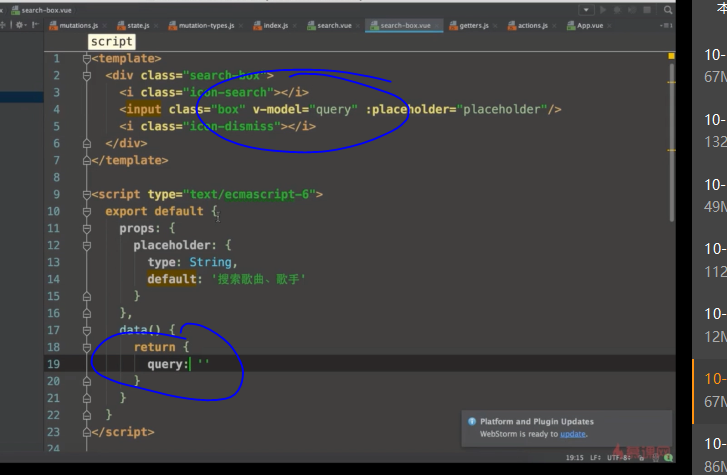 search-box.vue
mutations.js state.js mutation-types.js index.js search.vue search-box.vue getters.js actions.js App.vue
script
1 <template>
2 <div class="search-box">
3 <i class="icon-search"></i>
4 <input class="box" v-model="query" :placeholder="placeholder"/>
5 <i class="icon-dismiss"></i>
6 </div>
7 </template>
8
9 <script type="text/ecmascript-6">
10 export default {
11 props: {
12 placeholder: {
13 type: String,
14 default: '搜索歌曲、歌手'
15 }
16 },
17 data() {
18 return {
19 query: ''
20 }
21 }
22 }
23 </script>
24
Platform and Plugin Updates
WebStorm is ready to update.
19:15 LF: UTF-8:
10-
67M
10-
132
10-
49M
10-
112
10-
12M
10-
67M
10-
86M